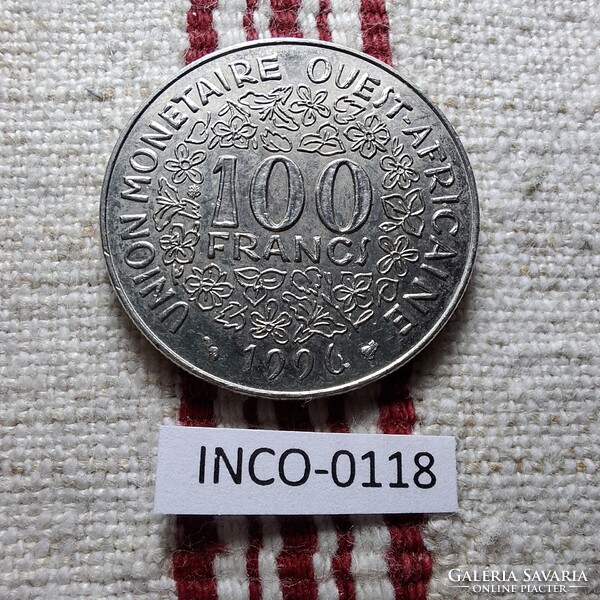 UNION MONETAIRE OUEST-AFRICAINE
100
FRANCS
1996
INCO-0118
GALÉRIA SAVARIA
ONLINE PIACTÉR